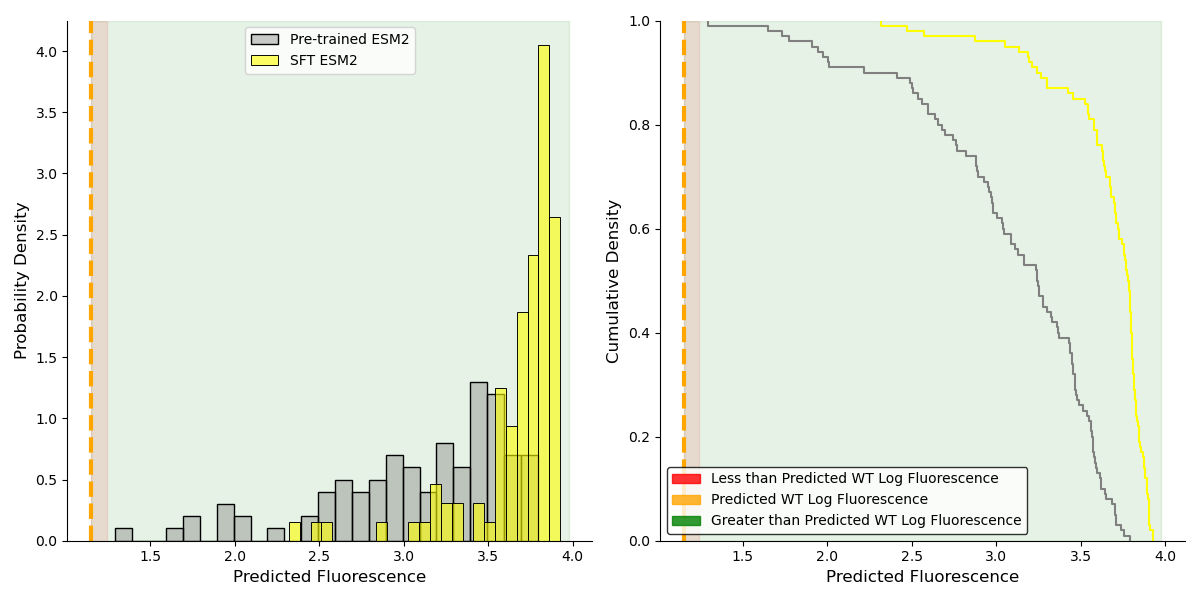 Pre-trained ESM2
SFT ESM2
Probability Density
4.0
3.5
3.0
2.5
2.0
1.5
1.0
0.5
0.0
1.5 2.0 2.5 3.0 3.5 4.0
Predicted Fluorescence
Cumulative Density
1.0
0.8
0.6
0.4
0.2
0.0
Less than Predicted WT Log Fluorescence
Predicted WT Log Fluorescence
Greater than Predicted WT Log Fluorescence
1.5 2.0 2.5 3.0 3.5 4.0
Predicted Fluorescence